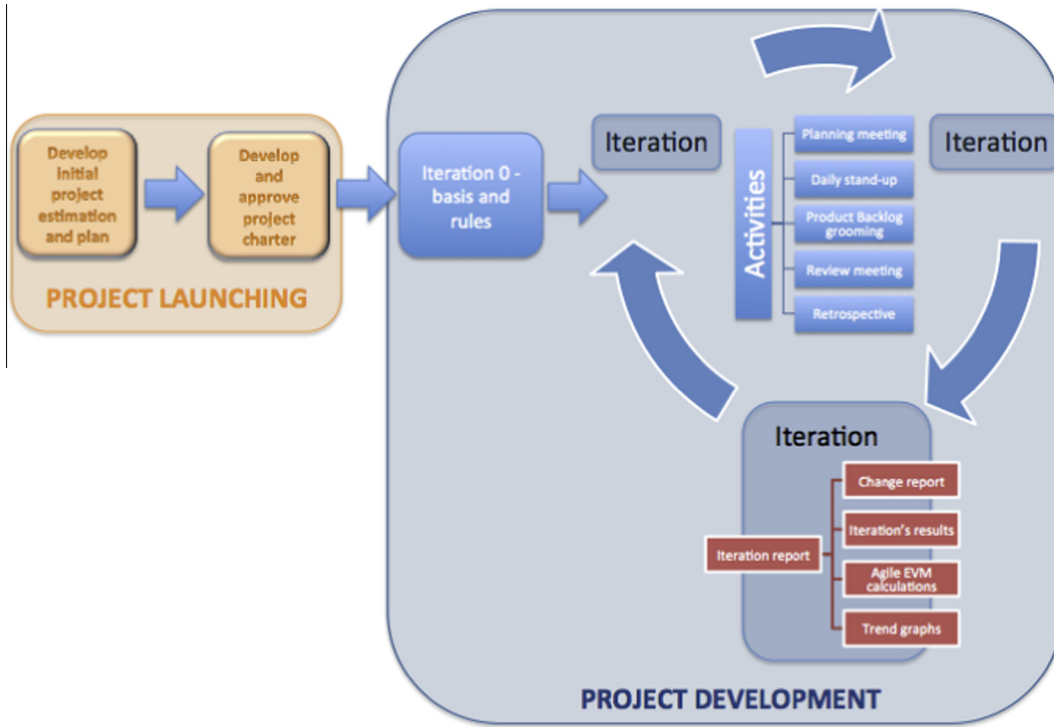 Develop
initial
project
estimation
and plan
Develop
and
approve
project
charter
PROJECT LAUNCHING
Iteration 0 -
basis and
rules
Iteration
Activities
Planning meeting
Daily stand-up
Product Backlog
grooming
Review meeting
Retrospective
Iteration
Iteration
Iteration report
Change report
Iteration's results
Agile EVM
calculations
Trend graphs
PROJECT DEVELOPMENT